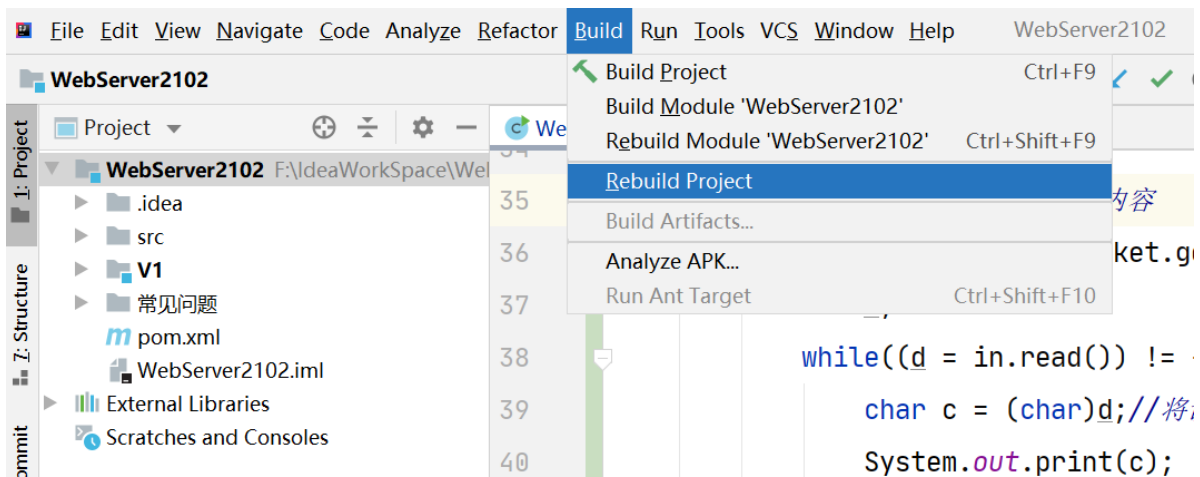 File Edit View Navigate Code Analyze Refactor Build Run Tools VCS Window Help WebServer2102
WebServer2102
1: Project
7: Structure
Project
WebServer2102 F:\IdeaWorkSpace\We
.idea
src
V1
常见问题
pom.xml
WebServer2102.iml
External Libraries
Scratches and Consoles
Build Project Ctrl+F9
Build Module 'WebServer2102'
Rebuild Module 'WebServer2102' Ctrl+Shift+F9
Rebuild Project
Build Artifacts...
Analyze APK...
Run Ant Target Ctrl+Shift+F10
We
35 内容
36 ket.g
37
38 while((d = in.read()) != -
39 char c = (char)d;//将
40 System.out.print(c);